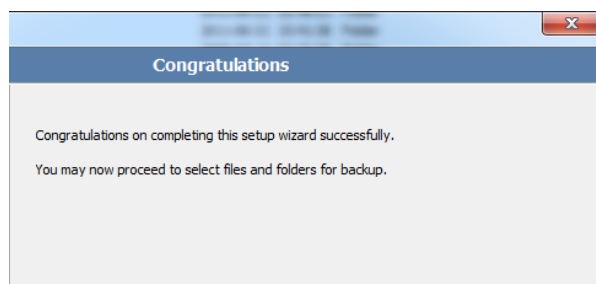 Congratulations
Congratulations on completing this setup wizard successfully.
You may now proceed to select files and folders for backup.